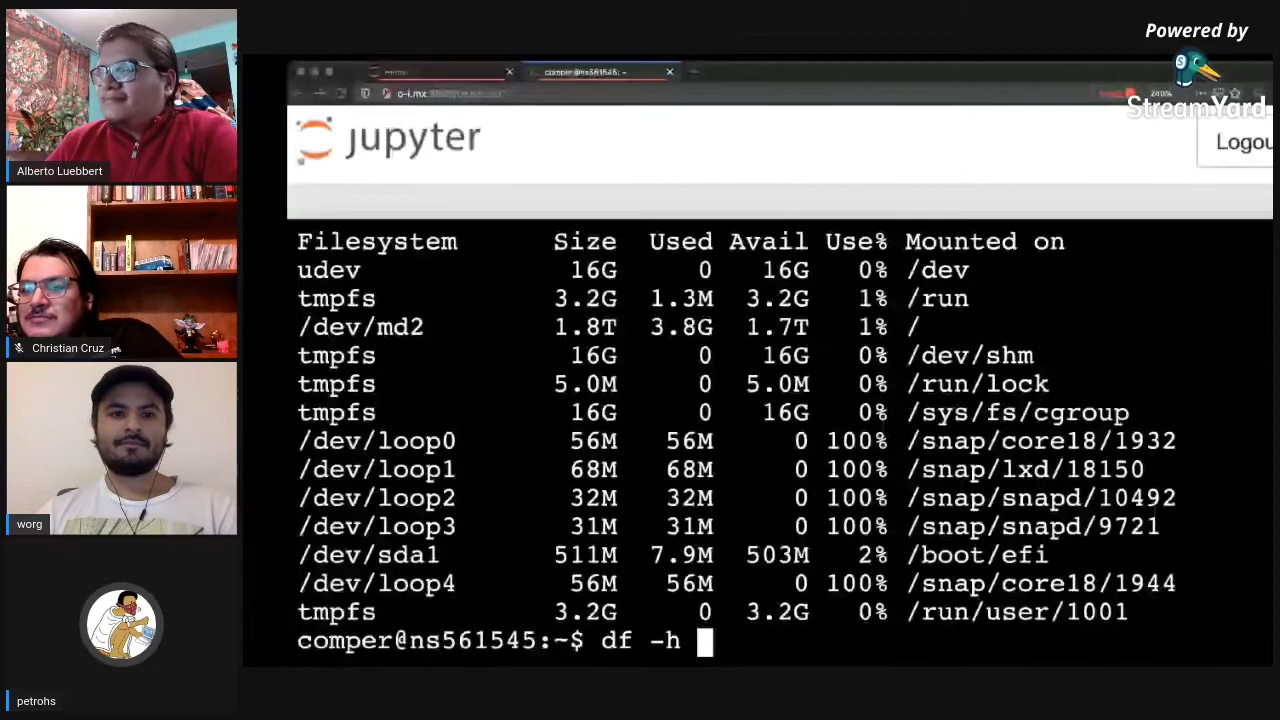 Powered by
StreamYard
comper@ns561545: ~
o-i.mx
240%
jupyter
Logou
Filesystem Size Used Avail Use% Mounted on
udev 16G 0 16G 0% /dev
tmpfs 3.2G 1.3M 3.2G 1% /run
/dev/md2 1.8T 3.8G 1.7T 1% /
tmpfs 16G 0 16G 0% /dev/shm
tmpfs 5.0M 0 5.0M 0% /run/lock
tmpfs 16G 0 16G 0% /sys/fs/cgroup
/dev/loop0 56M 56M 0 100% /snap/core18/1932
/dev/loop1 68M 68M 0 100% /snap/lxd/18150
/dev/loop2 32M 32M 0 100% /snap/snapd/10492
/dev/loop3 31M 31M 0 100% /snap/snapd/9721
/dev/sda1 511M 7.9M 503M 2% /boot/efi
/dev/loop4 56M 56M 0 100% /snap/core18/1944
tmpfs 3.2G 0 3.2G 0% /run/user/1001
comper@ns561545:~$ df -h
Alberto Luebbert
Christian Cruz
worg
petrohs